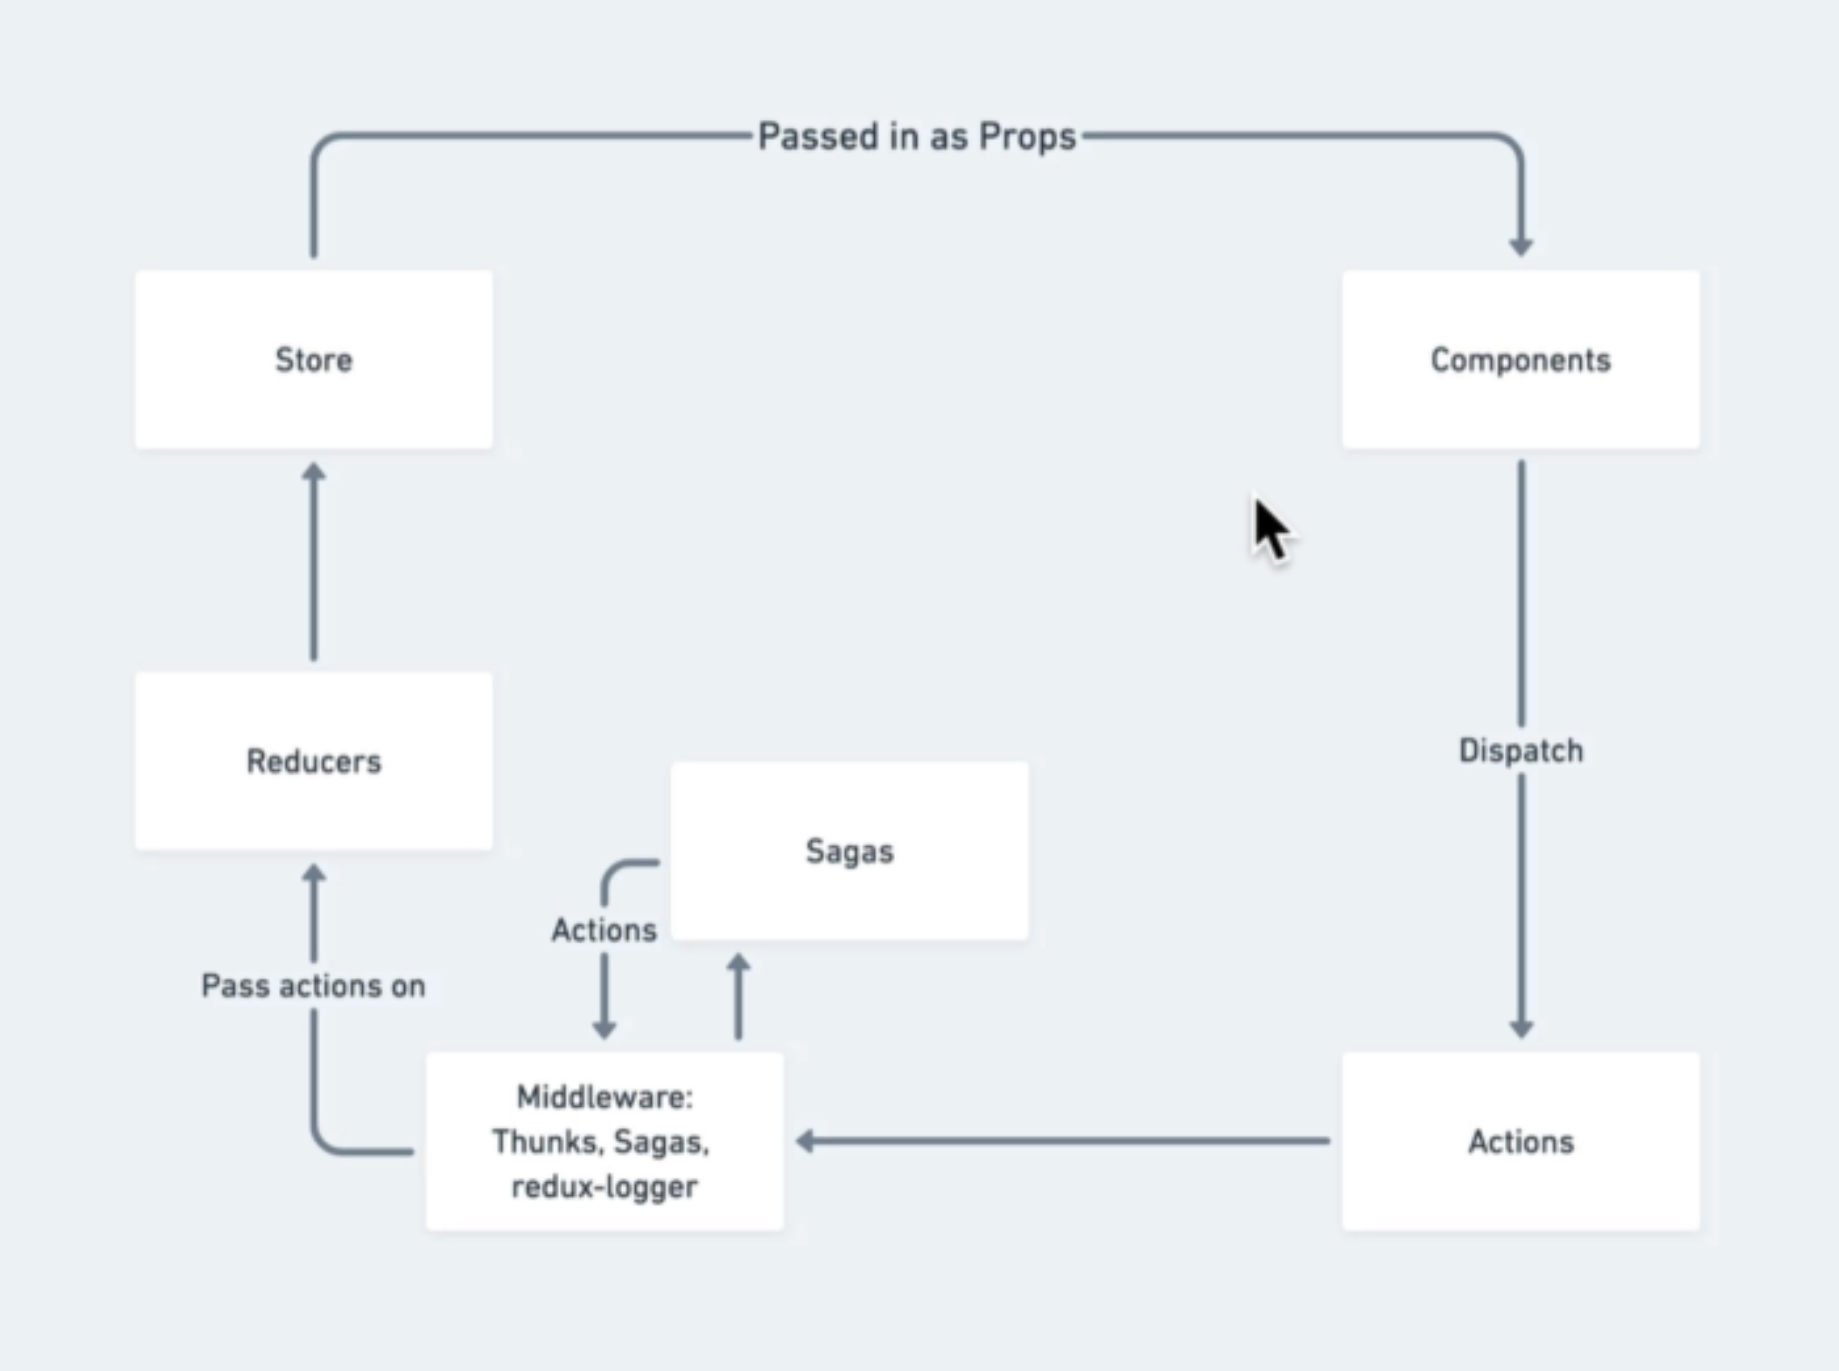 Passed in as Props
Store
Components
Dispatch
Reducers
Sagas
Actions
Pass actions on
Middleware:
Thunks, Sagas,
redux-logger
Actions